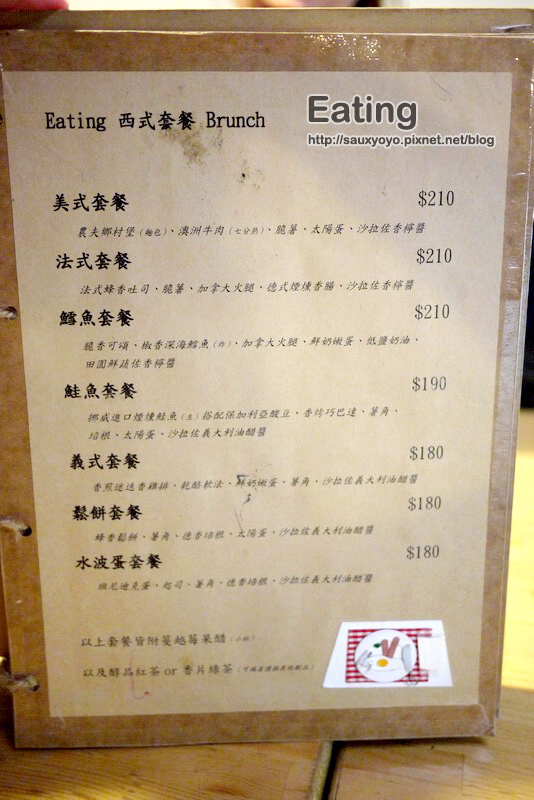 Eating
http://sauxyoyo.pixnet.net/blog
Eating 西式套餐 Brunch
美式套餐 $210
農夫鄉村堡(麵包)、澳洲牛肉(七分熟)、脆薯、太陽蛋、沙拉佐香檸醬
法式套餐 $210
法式蜂香吐司、脆薯、加拿大火腿、德式煙燻香腸、沙拉佐香檸醬
鱈魚套餐 $210
脆香可頌、椒香深海鱈魚(炸)、加拿大火腿、鮮奶嫩蛋、低鹽奶油、
田園鮮蔬佐香檸醬
鮭魚套餐 $190
挪威進口煙燻鮭魚(生)搭配保加利亞酸豆、香烤巧巴達、薯角、
培根、太陽蛋、沙拉佐義大利油醋醬
義式套餐 $180
香煎迷迭香雞排、乾酪軟法、鮮奶嫩蛋、薯角、沙拉佐義大利油醋醬
鬆餅套餐 $180
蜂香鬆餅、薯角、德香培根、太陽蛋、沙拉佐義大利油醋醬
水波蛋套餐 $180
班尼迪克蛋、起司、薯角、德香培根、沙拉佐義大利油醋醬
以上套餐皆附蔓越莓果醋(小杯)
以及醇品紅茶 or 香片綠茶